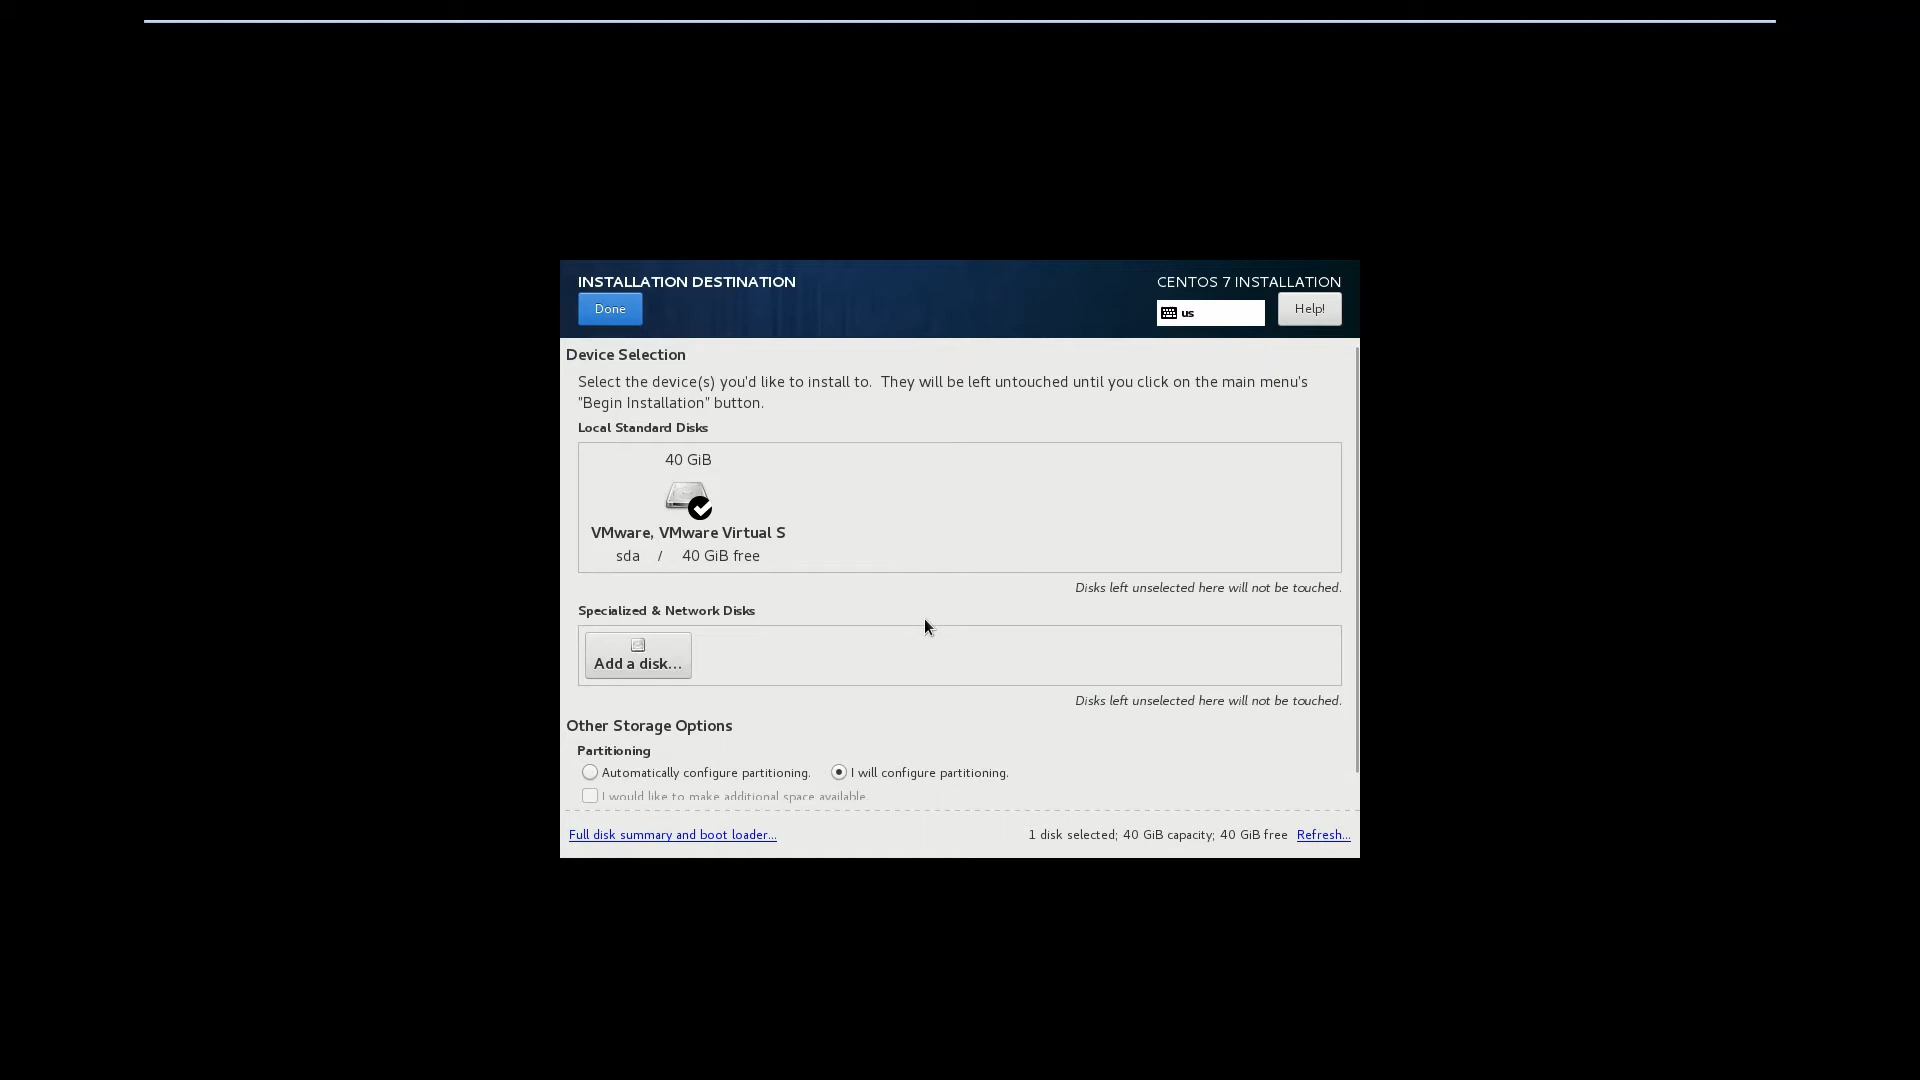 INSTALLATION DESTINATION
CENTOS 7 INSTALLATION
Done
us
Help!
Device Selection
Select the device(s) you'd like to install to.  They will be left untouched until you click on the main menu's
"Begin Installation" button.
Local Standard Disks
40 GiB
VMware, VMware Virtual S
sda / 40 GiB free
Disks left unselected here will not be touched.
Specialized & Network Disks
Add a disk...
Disks left unselected here will not be touched.
Other Storage Options
Partitioning
Automatically configure partitioning.
I will configure partitioning.
I would like to make additional space available.
Full disk summary and boot loader...
1 disk selected; 40 GiB capacity; 40 GiB free
Refresh...